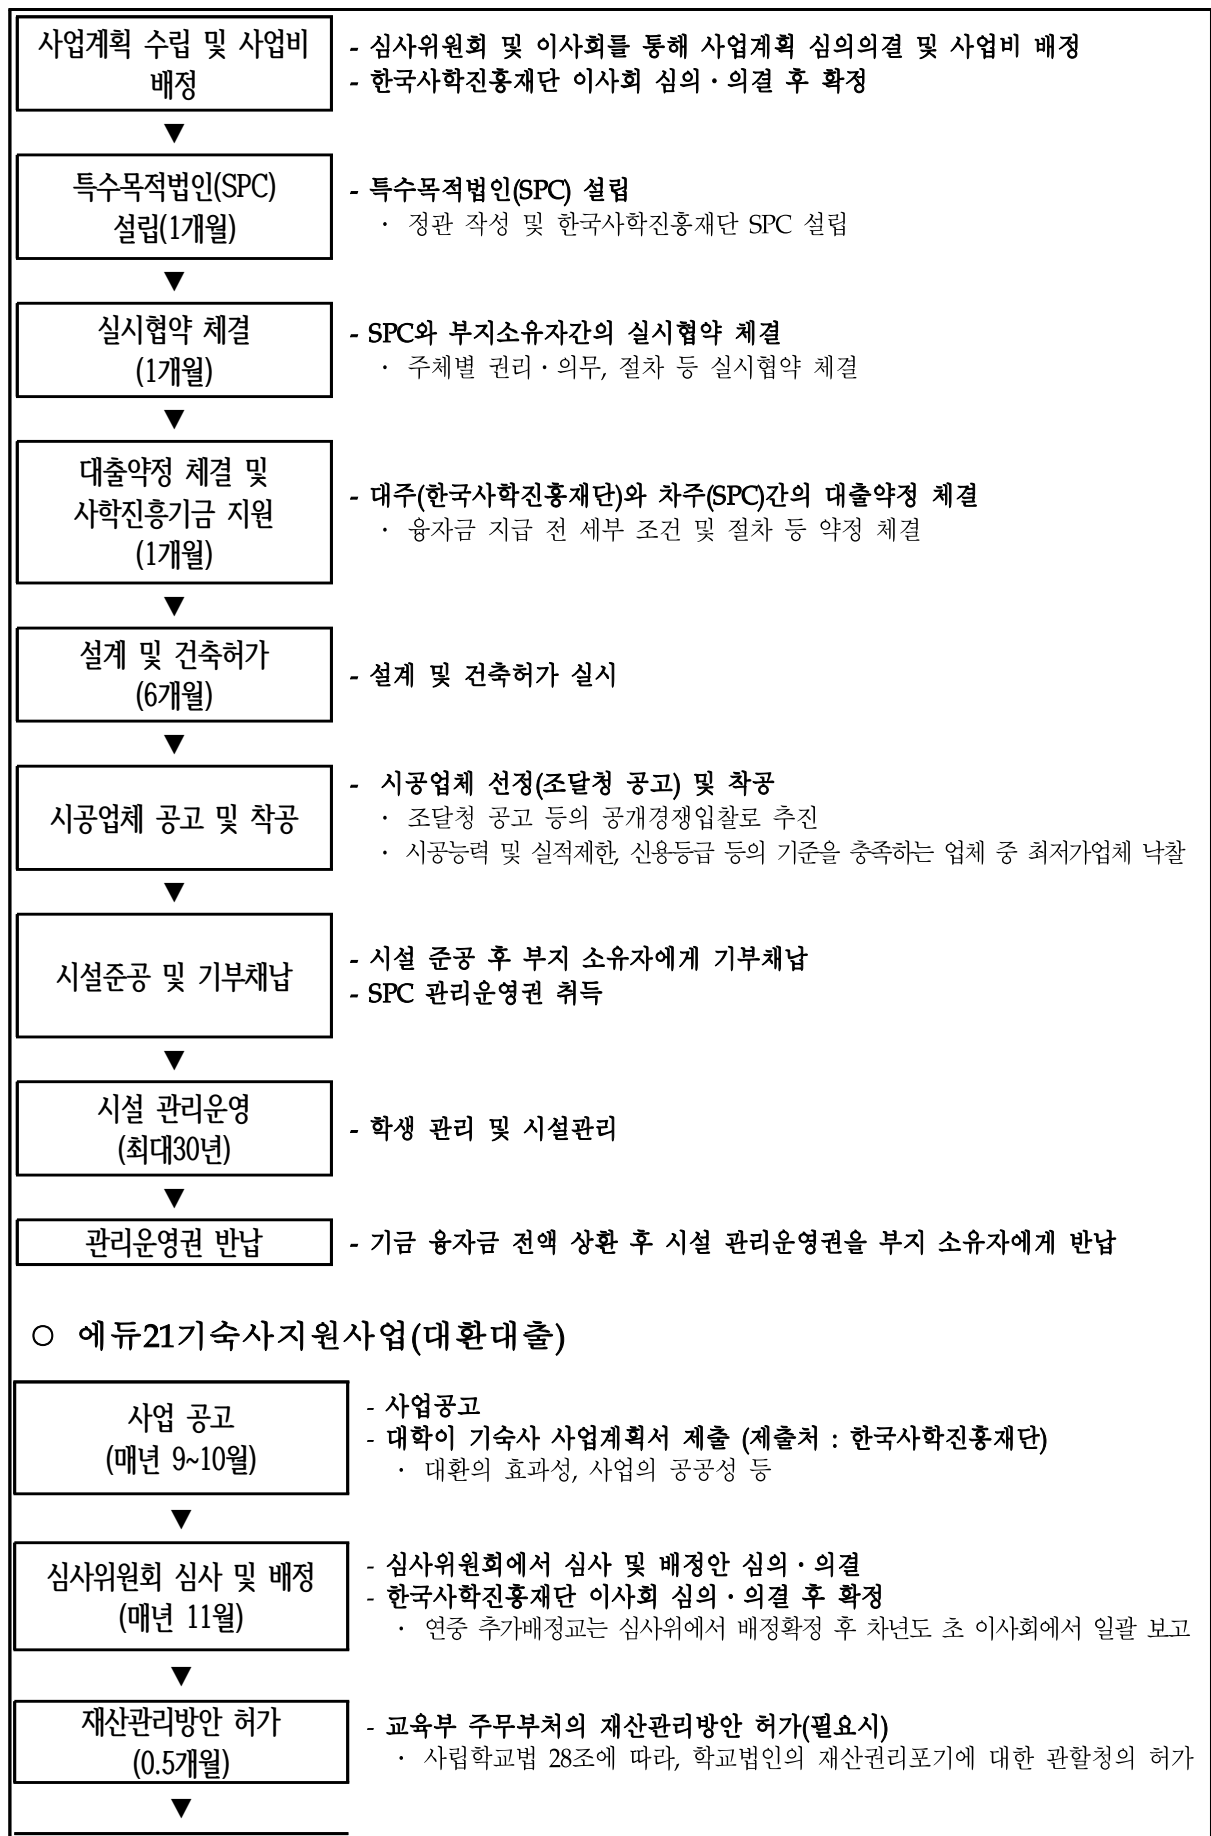 사업계획 수립 및 사업비
배정
- 심사위원회 및 이사회를 통해 사업계획 심의의결 및 사업비 배정
- 한국사학진흥재단 이사회 심의·의결 후 확정
▼
특수목적법인(SPC)
설립(1개월)
- 특수목적법인(SPC) 설립
· 정관 작성 및 한국사학진흥재단 SPC 설립
▼
실시협약 체결
(1개월)
- SPC와 부지소유자간의 실시협약 체결
· 주체별 권리·의무, 절차 등 실시협약 체결
▼
대출약정 체결 및
사학진흥기금 지원
(1개월)
- 대주(한국사학진흥재단)와 차주(SPC)간의 대출약정 체결
· 융자금 지급 전 세부 조건 및 절차 등 약정 체결
▼
설계 및 건축허가
(6개월)
- 설계 및 건축허가 실시
▼
시공업체 공고 및 착공
- 시공업체 선정(조달청 공고) 및 착공
· 조달청 공고 등의 공개경쟁입찰로 추진
· 시공능력 및 실적제한, 신용등급 등의 기준을 충족하는 업체 중 최저가업체 낙찰
▼
시설준공 및 기부채납
- 시설 준공 후 부지 소유자에게 기부채납
- SPC 관리운영권 취득
▼
시설 관리운영
(최대30년)
- 학생 관리 및 시설관리
▼
관리운영권 반납
- 기금 융자금 전액 상환 후 시설 관리운영권을 부지 소유자에게 반납
○ 에듀21기숙사지원사업(대환대출)
사업 공고
(매년 9~10월)
- 사업공고
- 대학이 기숙사 사업계획서 제출 (제출처 : 한국사학진흥재단)
· 대환의 효과성, 사업의 공공성 등
▼
심사위원회 심사 및 배정
(매년 11월)
- 심사위원회에서 심사 및 배정안 심의·의결
- 한국사학진흥재단 이사회 심의·의결 후 확정
· 연중 추가배정교는 심사위에서 배정확정 후 차년도 초 이사회에서 일괄 보고
▼
재산관리방안 허가
(0.5개월)
- 교육부 주무부처의 재산관리방안 허가(필요시)
· 사립학교법 28조에 따라, 학교법인의 재산권리포기에 대한 관할청의 허가
▼